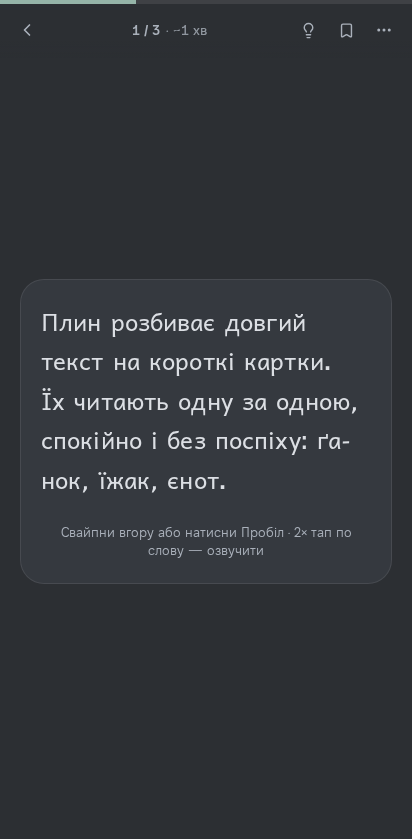 1 / 3 · ~1 хв
Плин розбиває довгий
текст на короткі картки.
Їх читають одну за одною,
спокійно і без поспіху: ґа-
нок, їжак, єнот.
Свайпни вгору або натисни Пробіл · 2× тап по
слову — озвучити